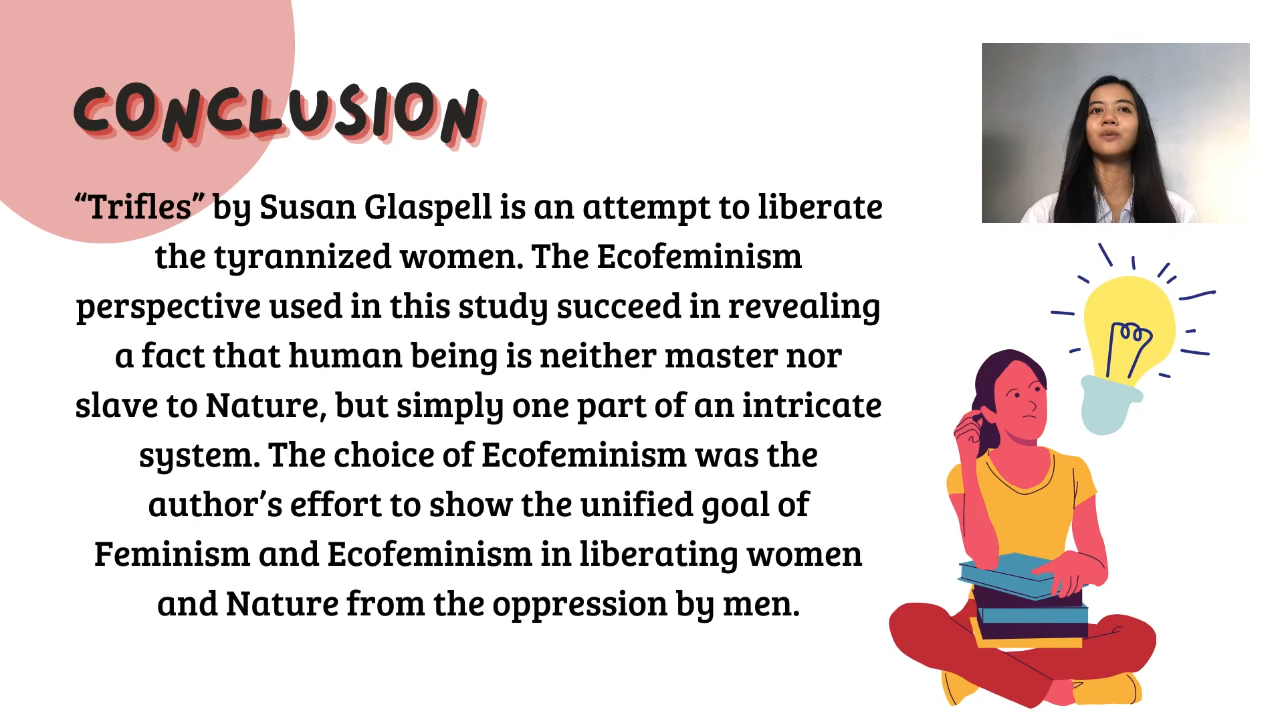 CONCLUSION
“Trifles” by Susan Glaspell is an attempt to liberate
the tyrannized women. The Ecofeminism
perspective used in this study succeed in revealing
a fact that human being is neither master nor
slave to Nature, but simply one part of an intricate
system. The choice of Ecofeminism was the
author’s effort to show the unified goal of
Feminism and Ecofeminism in liberating women
and Nature from the oppression by men.